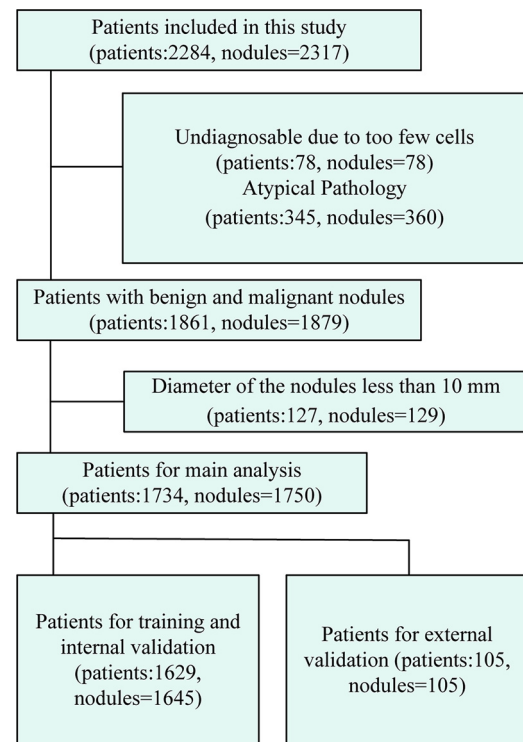 Patients included in this study
(patients:2284, nodules=2317)
Undiagnosable due to too few cells
(patients:78, nodules=78)
Atypical Pathology
(patients:345, nodules=360)
Patients with benign and malignant nodules
(patients:1861, nodules=1879)
Diameter of the nodules less than 10 mm
(patients:127, nodules=129)
Patients for main analysis
(patients:1734, nodules=1750)
Patients for training and
internal validation
(patients:1629,
nodules=1645)
Patients for external
validation (patients:105,
nodules=105)